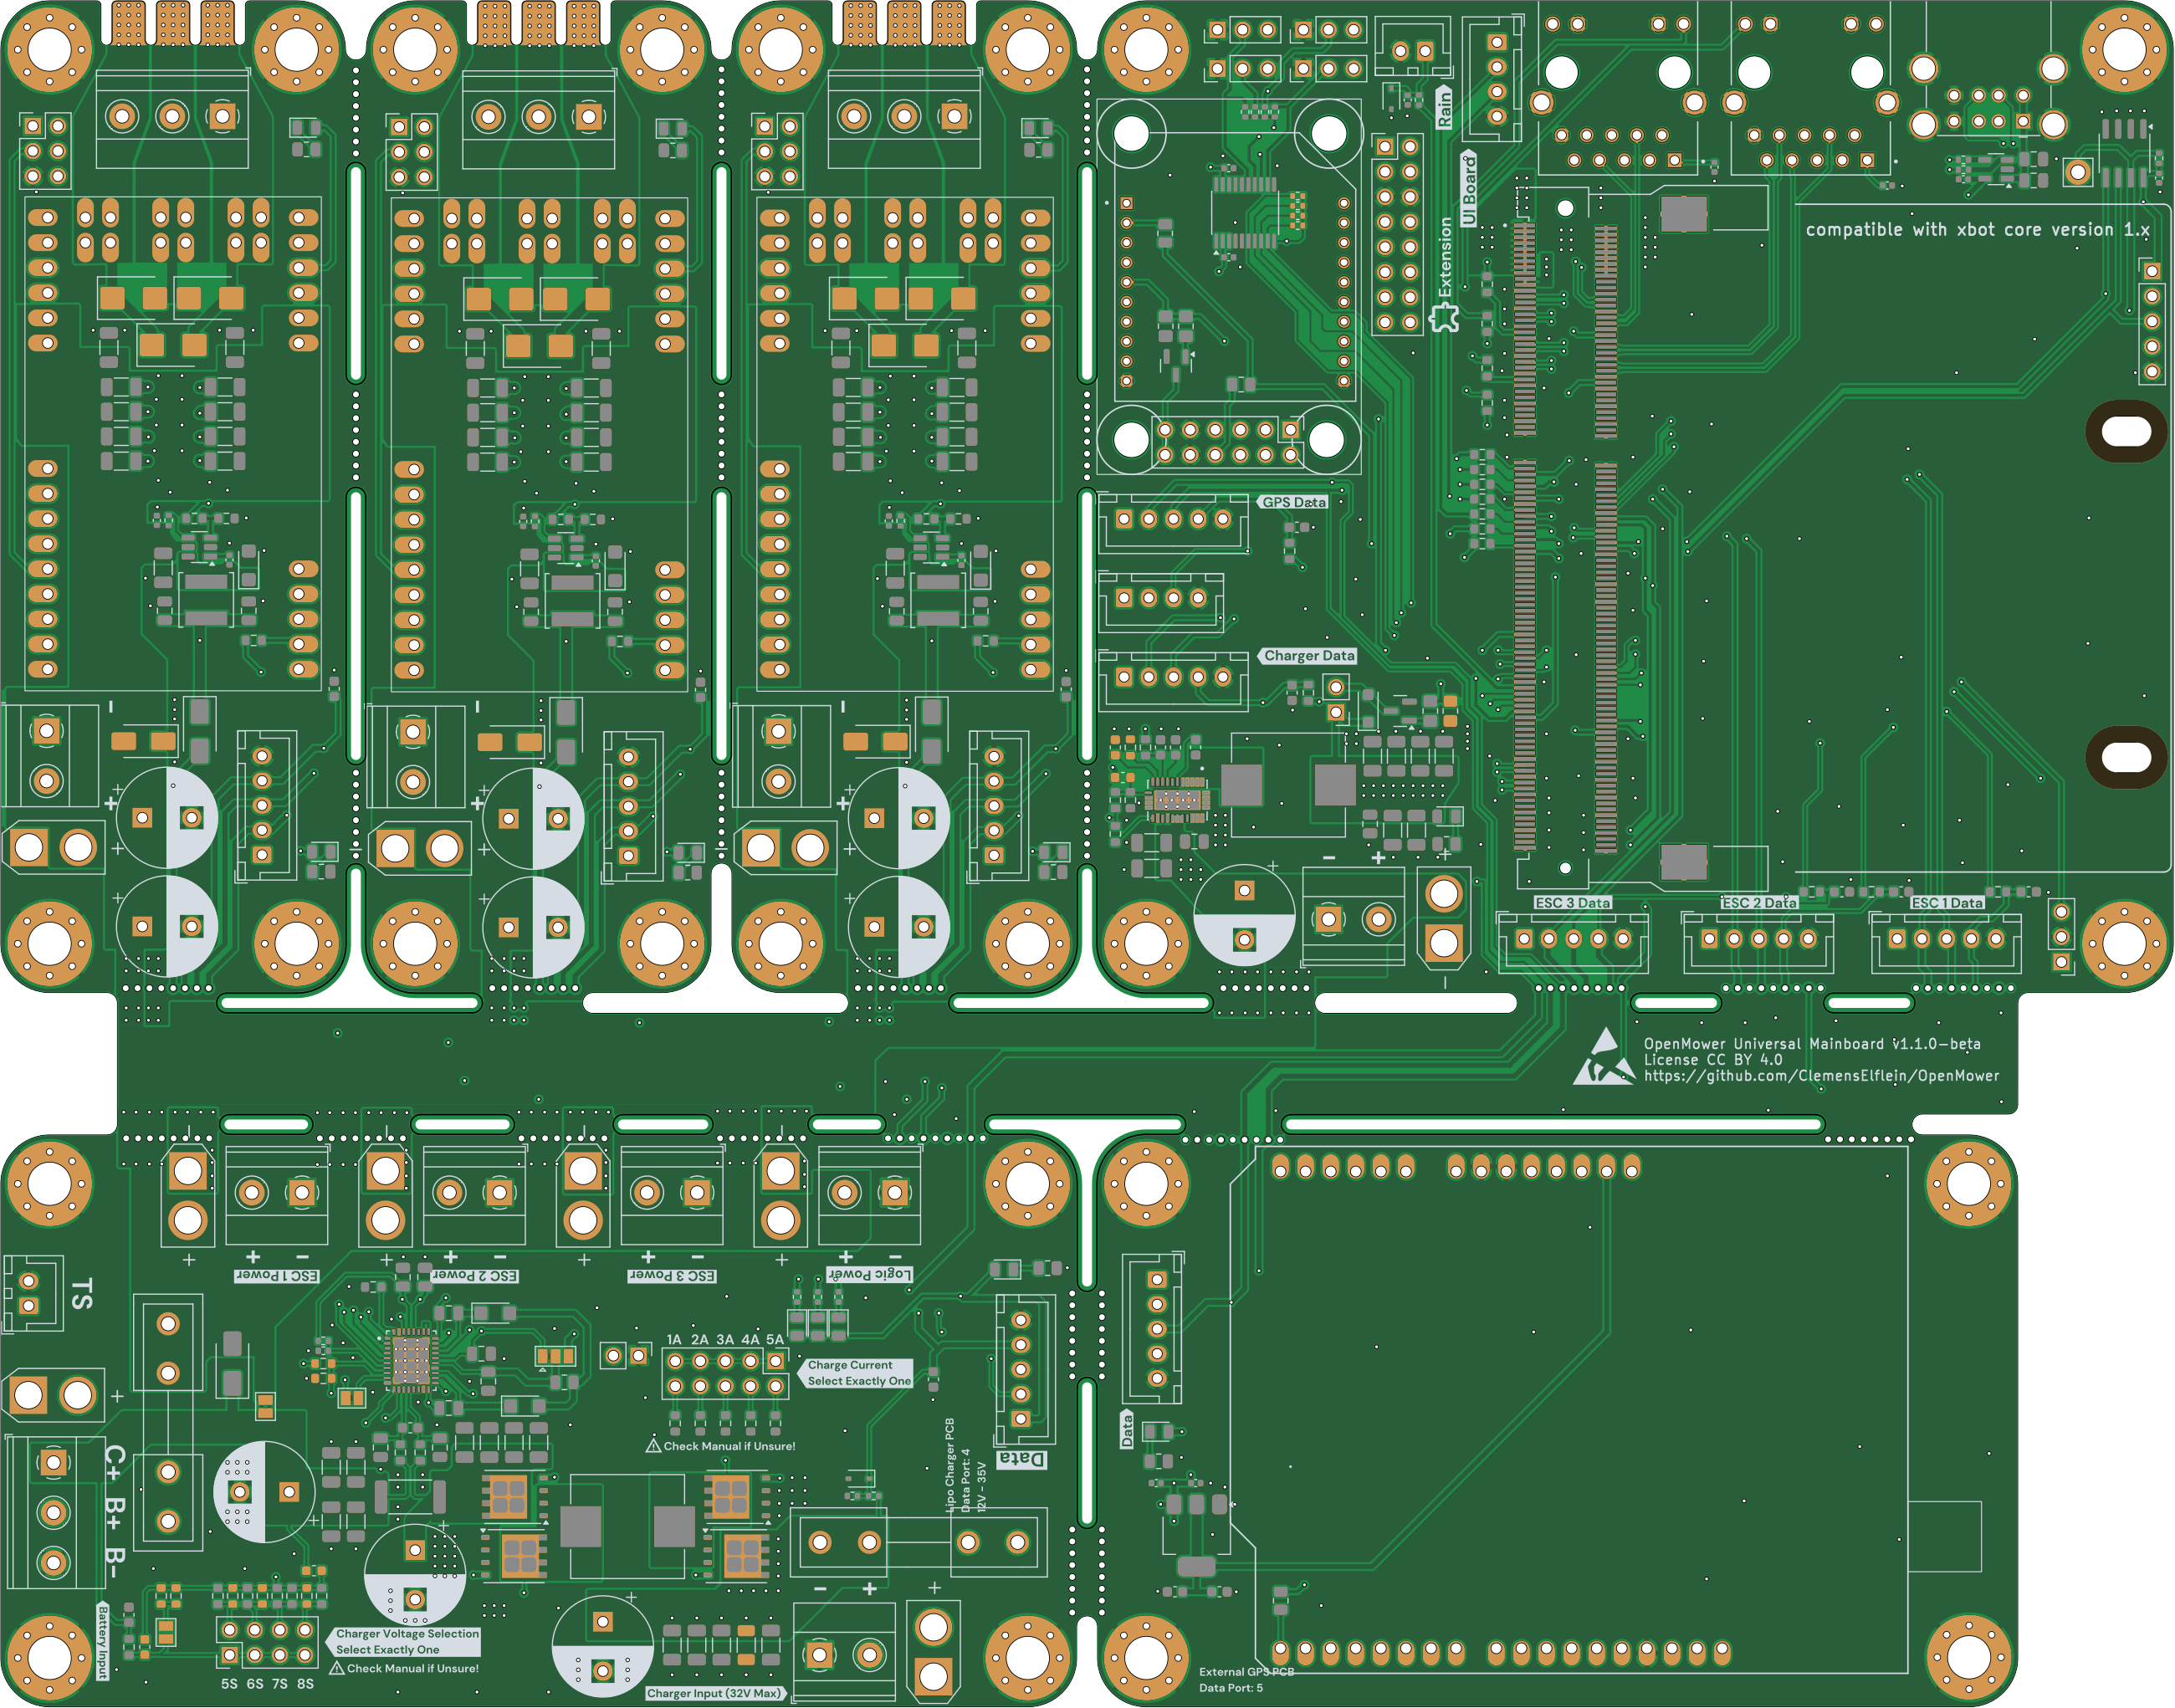 Rain
UI Board
Extension
compatible with xbot core version 1.x
GPS Data
Charger Data
ESC 3 Data
ESC 2 Data
ESC 1 Data
OpenMower Universal Mainboard v1.1.0-beta
License CC BY 4.0
https://github.com/ClemensElflein/OpenMower
ESC 1 Power
ESC 2 Power
ESC 3 Power
Logic Power
TS
1A 2A 3A 4A 5A
Charge Current
Select Exactly One
Check Manual if Unsure!
Data
Data
C+ B+ B-
Lipo Charger PCB
Data Port: 4
12V - 35V
Battery Input
Charger Voltage Selection
Select Exactly One
Check Manual if Unsure!
5S 6S 7S 8S
Charger Input (32V Max)
External GPS PCB
Data Port: 5